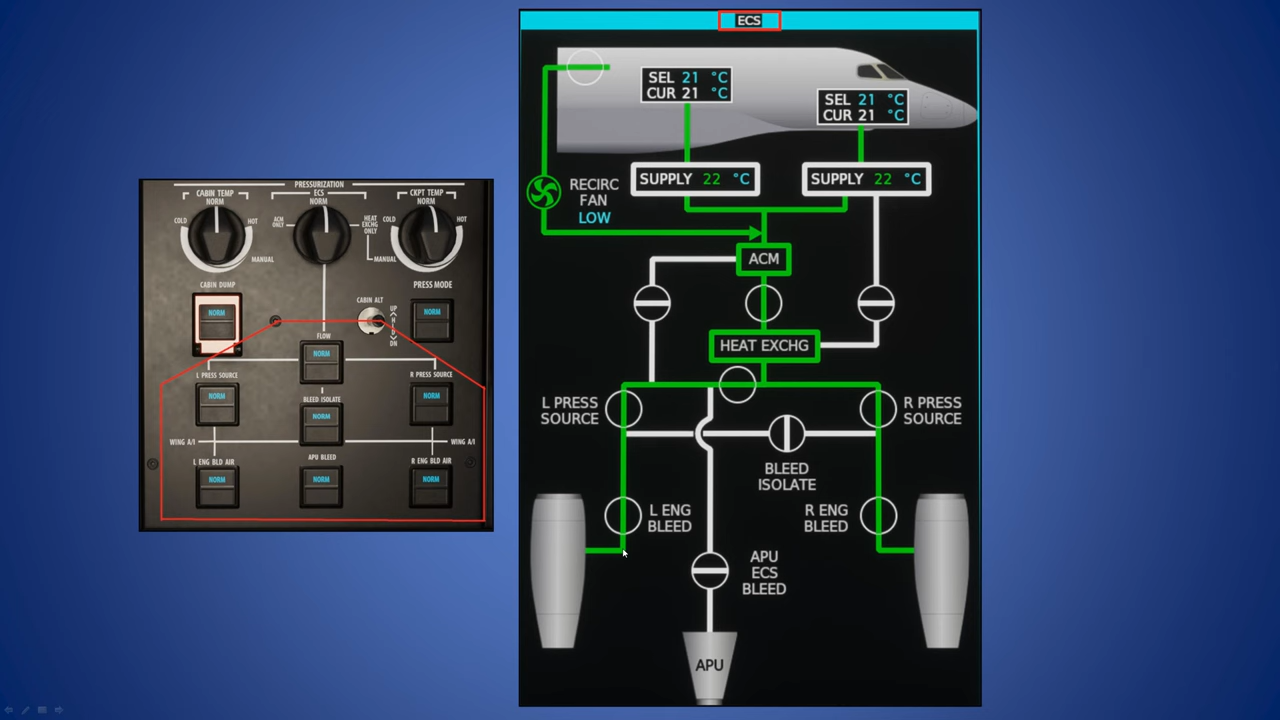 PRESSURIZATION
CABIN TEMP
NORM
COLD
HOT
MANUAL
ECS
NORM
ACM
ONLY
HEAT
EXCHG
ONLY
MANUAL
CKPT TEMP
NORM
COLD
HOT
CABIN DUMP
NORM
CABIN ALT
UP
DN
PRESS MODE
NORM
FLOW
NORM
L PRESS SOURCE
NORM
R PRESS SOURCE
NORM
BLEED ISOLATE
NORM
WING A/I
WING A/I
L ENG BLD AIR
NORM
APU BLEED
NORM
R ENG BLD AIR
NORM
ECS
SEL 21 °C
CUR 21
SEL 21 °C
CUR 21
SUPPLY 22 °C
SUPPLY 22 °C
RECIRC
FAN
LOW
ACM
HEAT EXCHG
L PRESS
SOURCE
R PRESS
SOURCE
BLEED
ISOLATE
L ENG
BLEED
R ENG
BLEED
APU
ECS
BLEED
APU